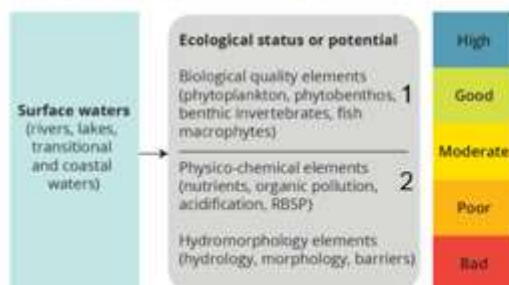 Surface waters
(rivers, lakes,
transitional
and coastal
waters)
Ecological status or potential
Biological quality elements
(phytoplankton, phytobenthos,
benthic invertebrates, fish
macrophytes)
1
Physico-chemical elements
(nutrients, organic pollution,
acidification, RBSP)
2
Hydromorphology elements
(hydrology, morphology, barriers)
High
Good
Moderate
Poor
Bad